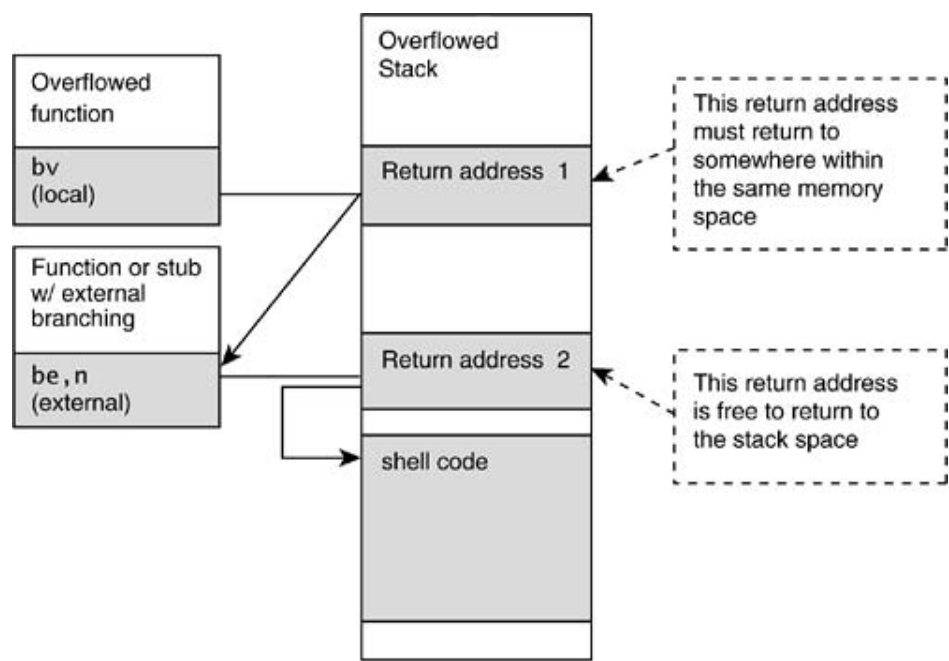 Overflowed
function
bv
(local)
Function or stub
w/ external
branching
be,n
(external)
Overflowed
Stack
Return address 1
Return address 2
shell code
This return address
must return to
somewhere within
the same memory
space
This return address
is free to return to
the stack space